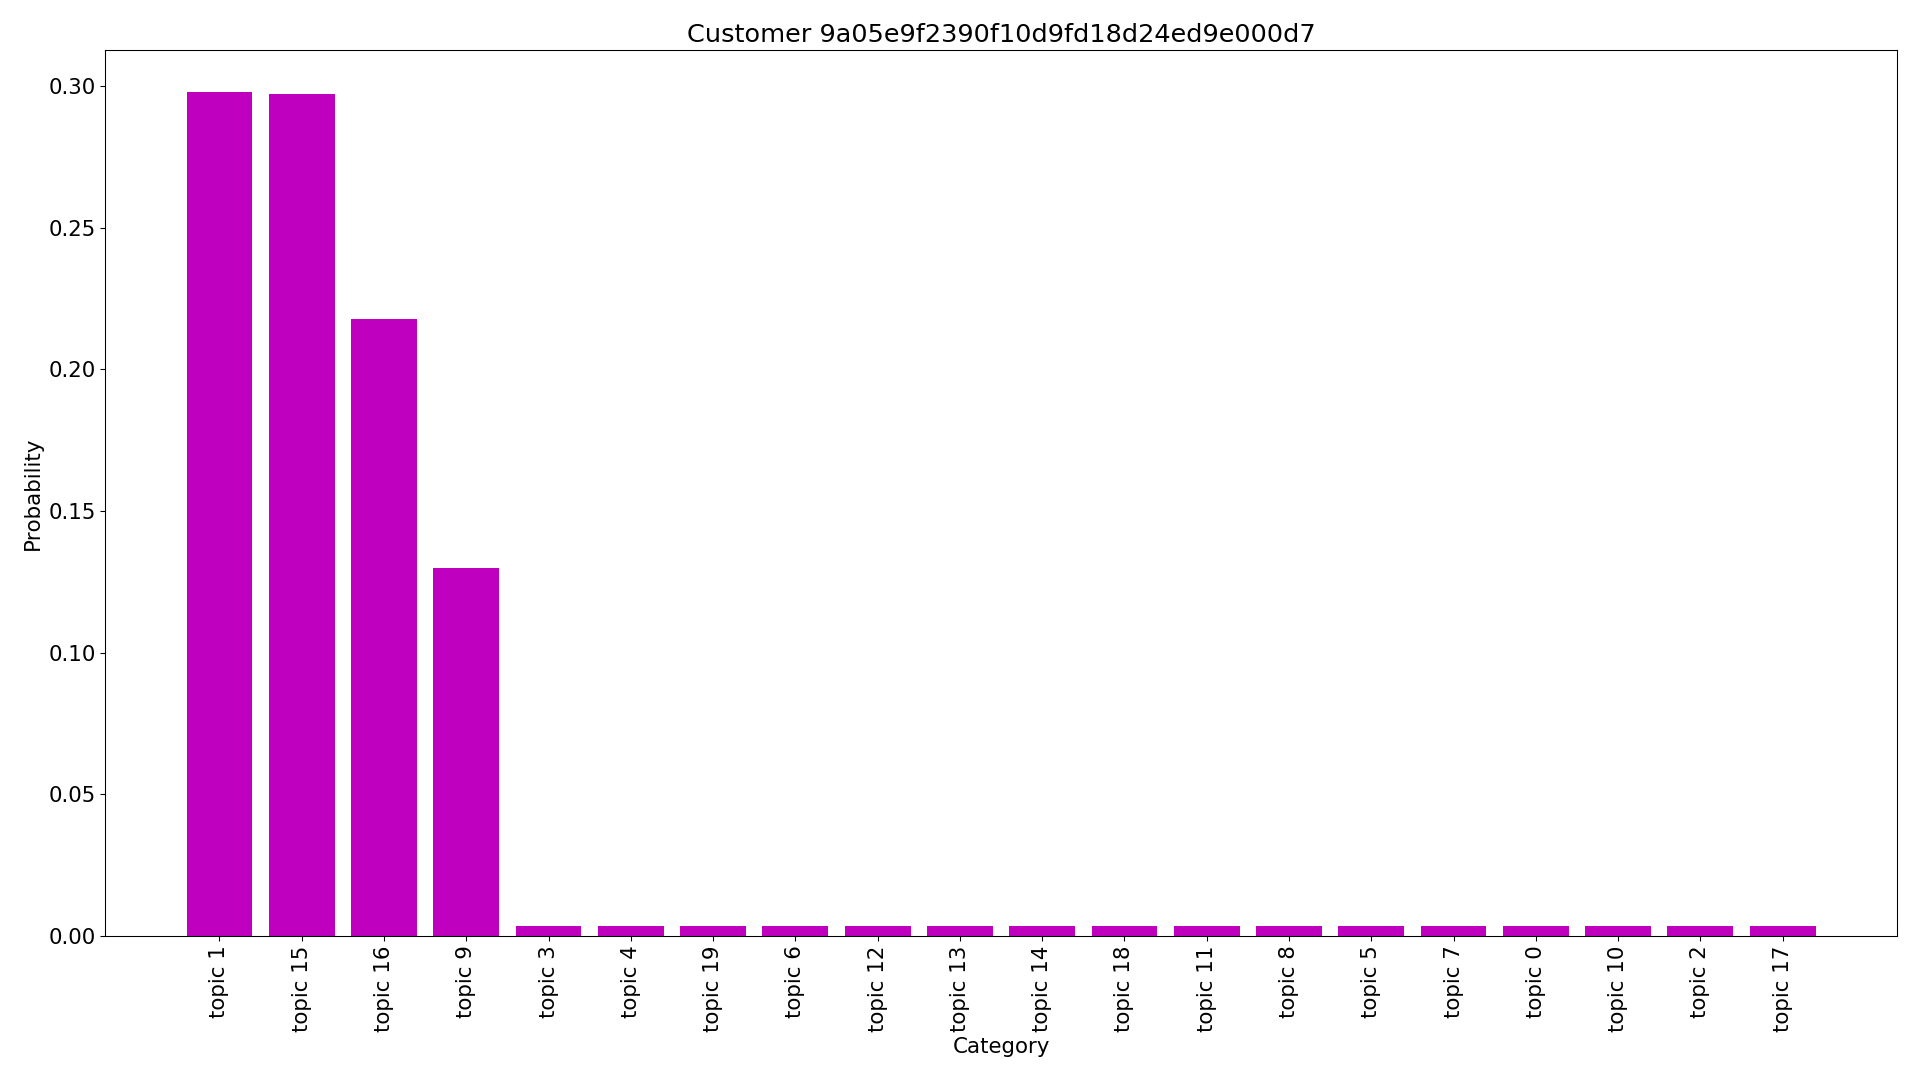 Customer 9a05e9f2390f10d9fd18d24ed9e000d7
Probability
0.30
0.25
0.20
0.15
0.10
0.05
0.00
topic 1
topic 15
topic 16
topic 9
topic 3
topic 4
topic 19
topic 6
topic 12
topic 13
topic 14
topic 18
topic 11
topic 8
topic 5
topic 7
topic 0
topic 10
topic 2
topic 17
Category